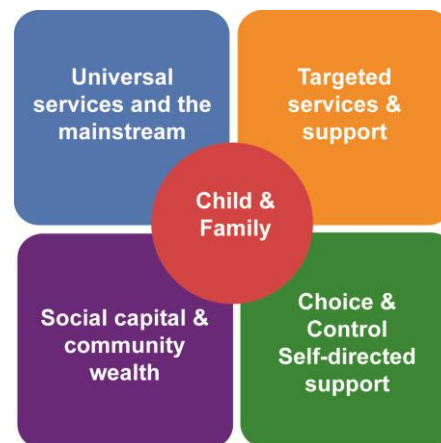 Universal
services and the
mainstream
Targeted
services &
support
Child &
Family
Social capital &
community
wealth
Choice &
Control
Self-directed
support